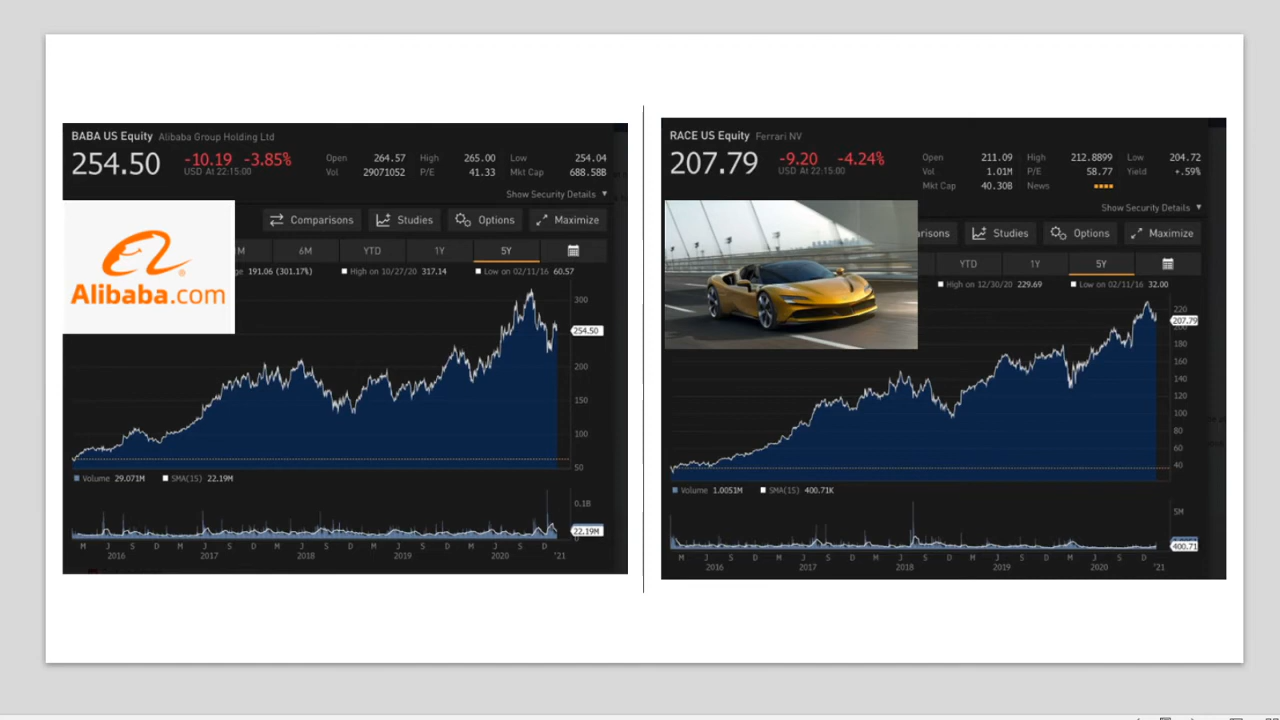 BABA US Equity Alibaba Group Holding Ltd
254.50 -10.19 -3.85%
USD At 22:15:00
Open 264.57 High 265.00 Low 254.04
Vol 29071052 P/E 41.33 Mkt Cap 688.58B
Show Security Details ▼
Comparisons Studies Options Maximize
Alibaba.com
M 6M YTD 1Y 5Y
ge 191.06 (301.17%) High on 10/27/20 317.14 Low on 02/11/16 60.57
300
254.50
200
150
100
50
Volume 29.071M SMA(15) 22.19M
0.1B
22.19M
0
M J S D M J S D M J S D M J S D M J S D
2016 2017 2018 2019 2020 '21
RACE US Equity Ferrari NV
207.79 -9.20 -4.24%
USD At 22:15:00
Open 211.09 High 212.8899 Low 204.72
Vol 1.01M P/E 58.77 Yield +.59%
Mkt Cap 40.30B News
Show Security Details ▼
arisons Studies Options Maximize
YTD 1Y 5Y
High on 12/30/20 229.69 Low on 02/11/16 32.00
220
207.79
200
180
160
140
120
100
80
60
40
Volume 1.0051M SMA(15) 400.71K
5M
400.71
M J S D M J S D M J S D M J S D M J S D
2016 2017 2018 2019 2020 '21